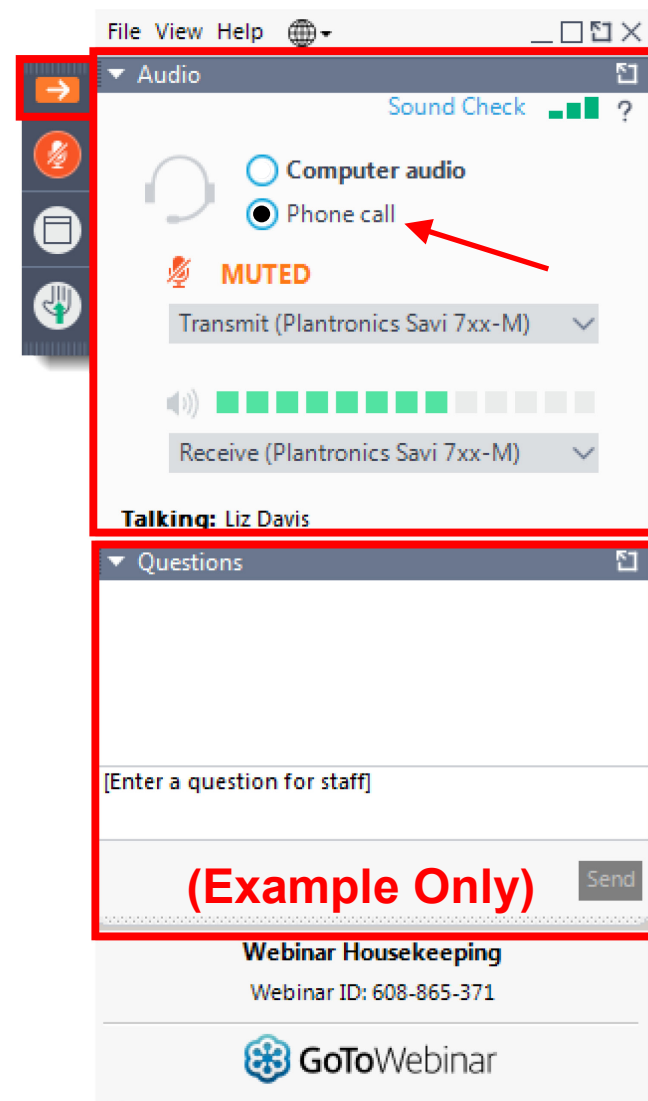 File View Help
Audio
Sound Check ?
Computer audio
Phone call
MUTED
Transmit (Plantronics Savi 7xx-M)
Receive (Plantronics Savi 7xx-M)
Talking: Liz Davis
Questions
[Enter a question for staff]
(Example Only) Send
Webinar Housekeeping
Webinar ID: 608-865-371
GoToWebinar